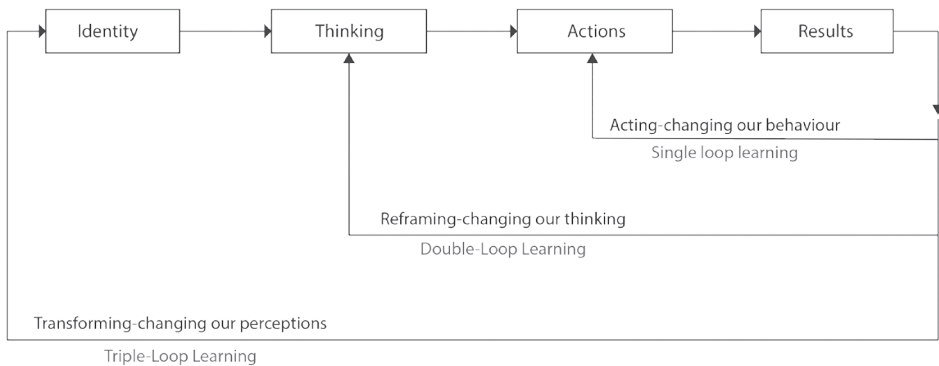 Identity
Thinking
Actions
Results
Acting-changing our behaviour
Single loop learning
Reframing-changing our thinking
Double-Loop Learning
Transforming-changing our perceptions
Triple-Loop Learning